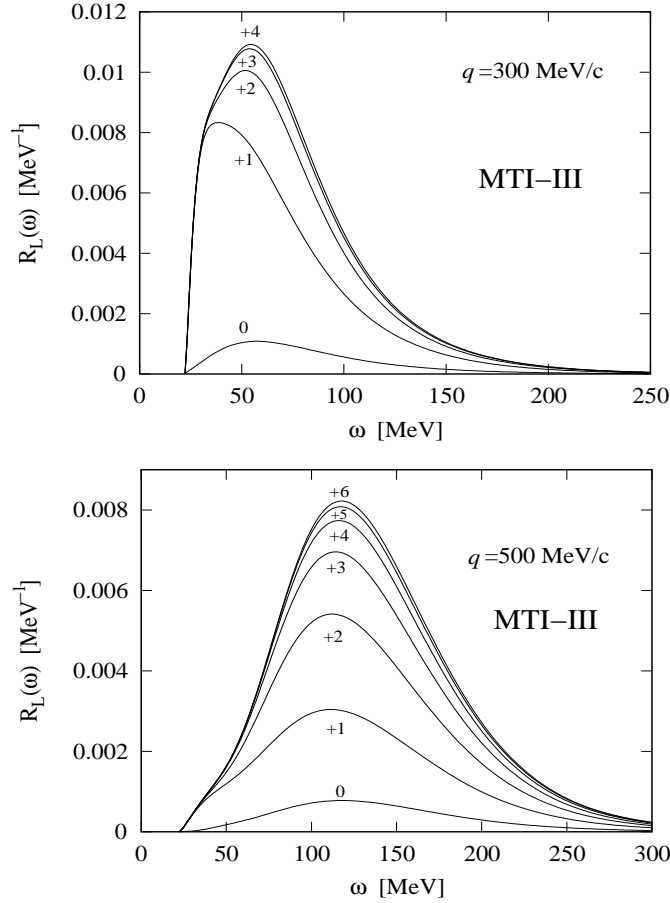 0.012
+4
+3
q =300 MeV/c
0.01
+2
0.008
+1
MTI−III
0.006
R_L(ω) [MeV⁻¹]
0.004
0.002
0
0
0 50 100 150 200 250
ω [MeV]
+6
0.008
+5
+4
q =500 MeV/c
+3
0.006
MTI−III
+2
R_L(ω) [MeV⁻¹]
0.004
+1
0.002
0
0
0 50 100 150 200 250 300
ω [MeV]